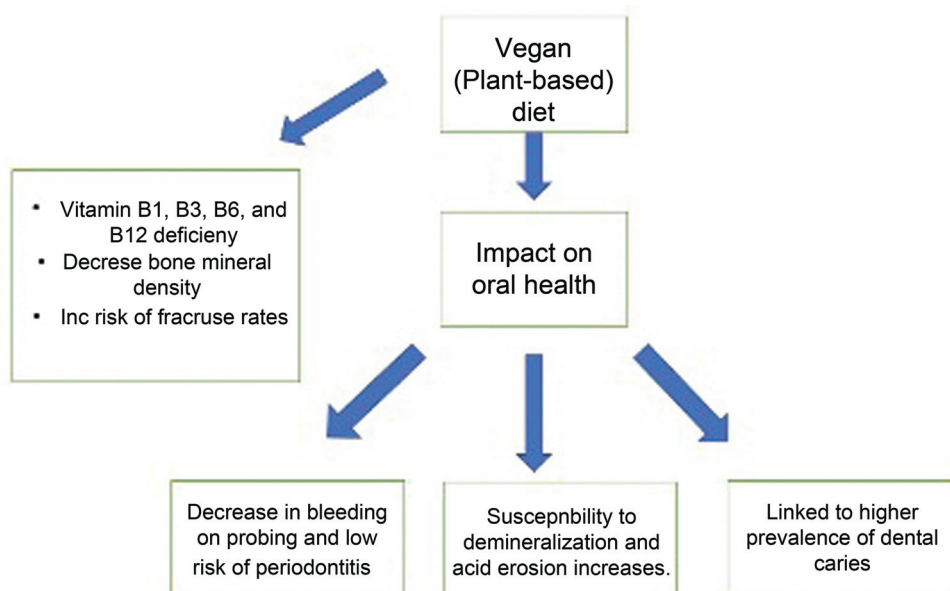 Vegan
(Plant-based)
diet
• Vitamin B1, B3, B6, and
B12 deficieny
• Decrese bone mineral
density
• Inc risk of fracruse rates
Impact on
oral health
Decrease in bleeding
on probing and low
risk of periodontitis
Suscepnbility to
demineralization and
acid erosion increases.
Linked to higher
prevalence of dental
caries